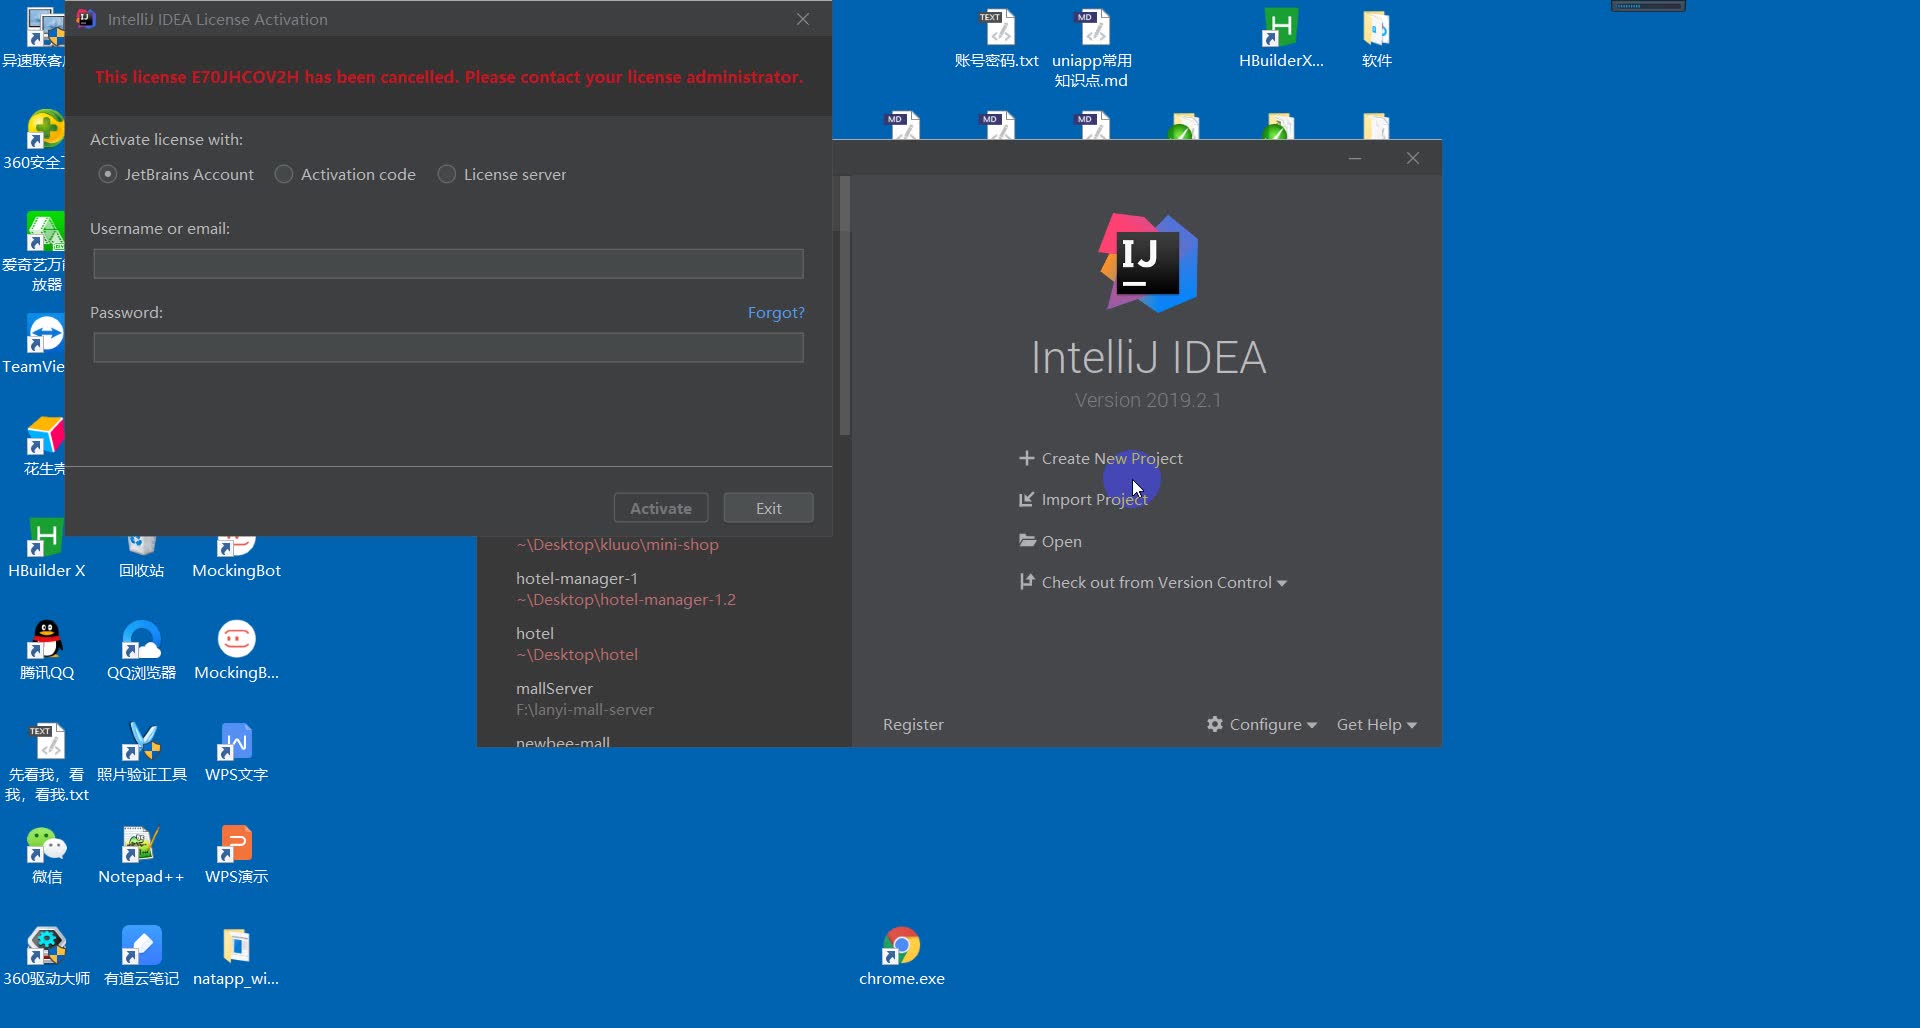 IntelliJ IDEA License Activation
This license E70JHCOV2H has been cancelled. Please contact your license administrator.
Activate license with:
JetBrains Account
Activation code
License server
Username or email:
Password:
Forgot?
Activate
Exit
IJ
IntelliJ IDEA
Version 2019.2.1
Create New Project
Import Project
Open
Check out from Version Control
Register
Configure
Get Help
~\Desktop\kluuo\mini-shop
hotel-manager-1
~\Desktop\hotel-manager-1.2
hotel
~\Desktop\hotel
mallServer
F:\lanyi-mall-server
newbee-mall
TEXT
账号密码.txt
MD
uniapp常用
知识点.md
H
HBuilderX...
软件
MD
MD
MD
异速联客
360安全
爱奇艺万
放器
TeamVie
花生壳
H
HBuilder X
回收站
MockingBot
腾讯QQ
QQ浏览器
MockingB...
TEXT
先看我，看
我，看我.txt
照片验证工具
WPS文字
微信
Notepad++
WPS演示
360驱动大师
有道云笔记
natapp_wi...
chrome.exe